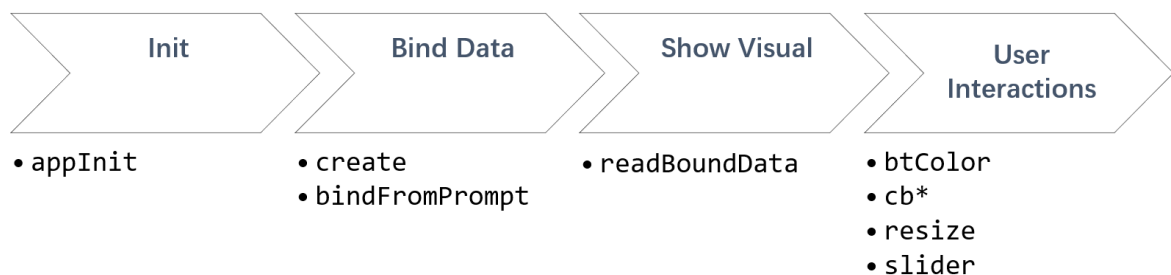 Init
• appInit
Bind Data
• create
• bindFromPrompt
Show Visual
• readBoundData
User
Interactions
• btColor
• cb*
• resize
• slider